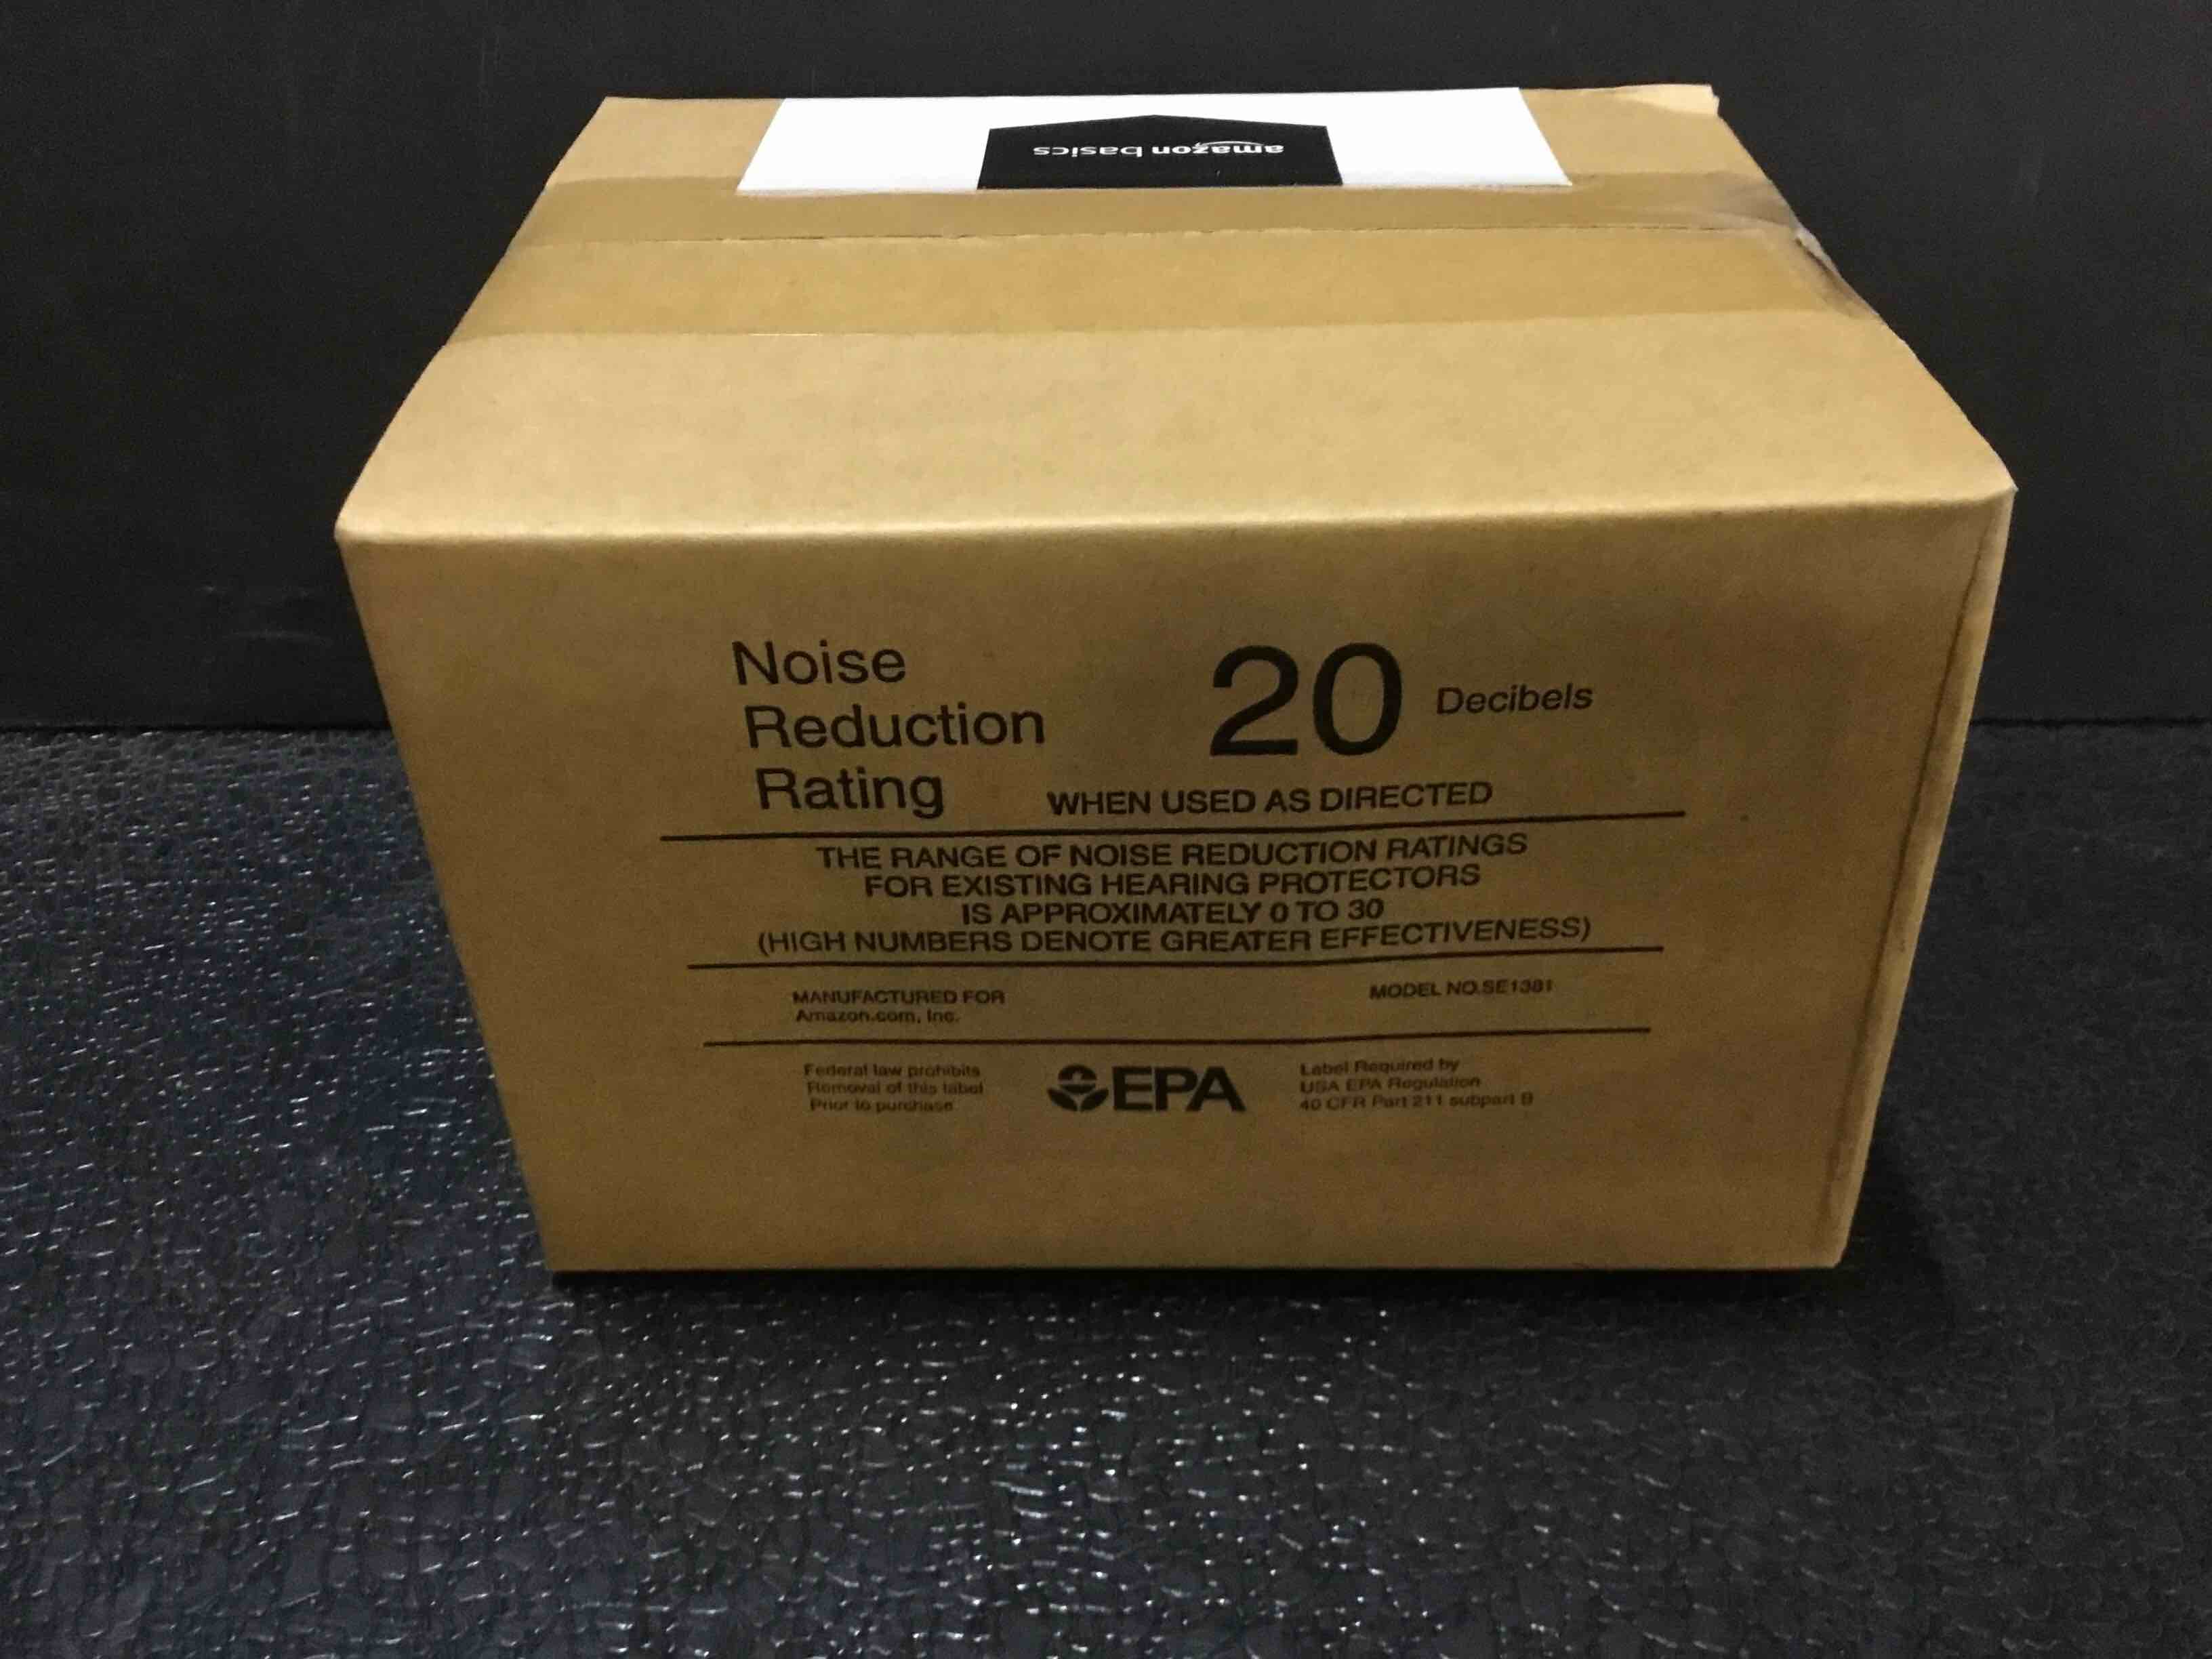 amazon basics
Noise
Reduction
Rating
20 Decibels
WHEN USED AS DIRECTED
THE RANGE OF NOISE REDUCTION RATINGS
FOR EXISTING HEARING PROTECTORS
IS APPROXIMATELY 0 TO 30
(HIGH NUMBERS DENOTE GREATER EFFECTIVENESS)
MANUFACTURED FOR
Amazon.com, Inc.
MODEL NO.SE1381
Federal law prohibits
Removal of this label
Prior to purchase
EPA
Label Required by
USA EPA Regulation
40 CFR Part 211 subpart B